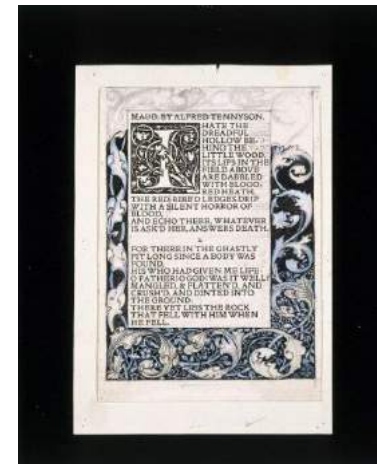 MAUD. BY ALFRED TENNYSON.
I HATE THE
DREADFUL
HOLLOW BE-
HIND THE
LITTLE WOOD,
ITS LIPS IN THE
FIELD ABOVE
ARE DABBLED
WITH BLOOD-
RED HEATH,
THE RED-RIBB'D LEDGES DRIP
WITH A SILENT HORROR OF
BLOOD,
AND ECHO THERE, WHATEVER
IS ASK'D HER, ANSWERS DEATH.
FOR THERE IN THE GHASTLY
PIT LONG SINCE A BODY WAS
FOUND,
HIS WHO HAD GIVEN ME LIFE
O FATHER! O GOD! WAS IT WELL?
MANGLED, & FLATTEN'D, AND
CRUSH'D, AND DINTED INTO
THE GROUND:
THERE YET LIES THE ROCK
THAT FELL WITH HIM WHEN
HE FELL.